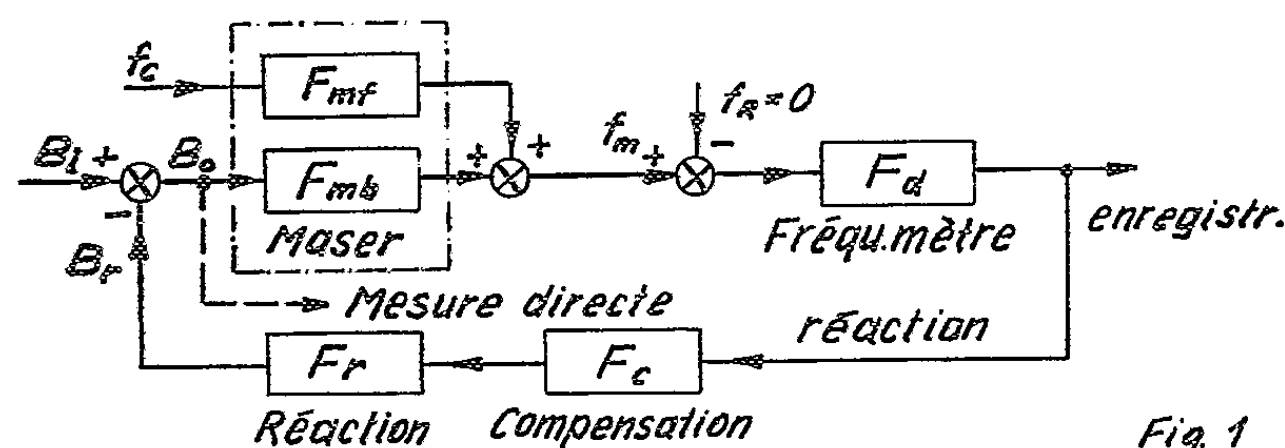 f_c
F_mf
f_R=0
B_1 + B_o
F_mb
+ +
f_m + -
F_d
Maser
Fréqu.mètre
enregistr.
-
B_r
Mesure directe
réaction
F_r
F_c
Réaction
Compensation
Fig. 1